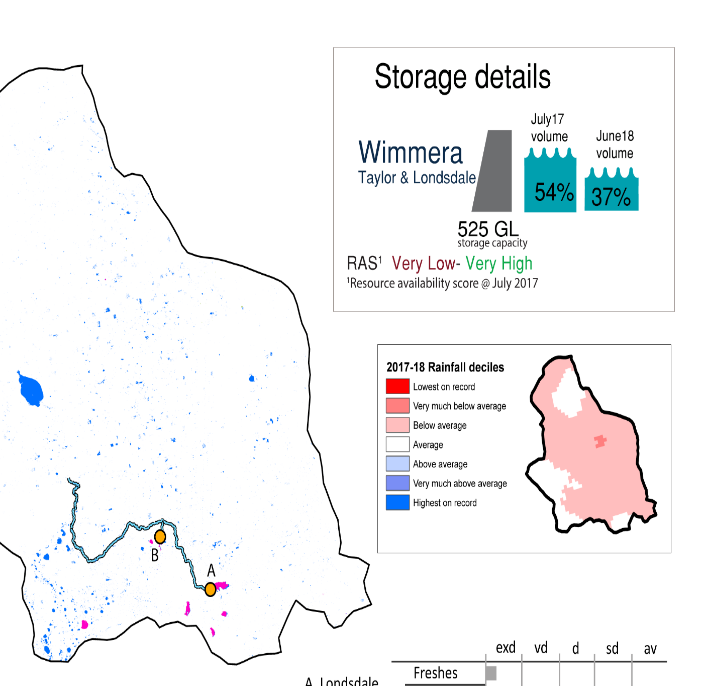 Storage details
July17
volume
June18
volume
Wimmera
Taylor & Londsdale
54%
37%
525 GL
storage capacity
RAS¹ Very Low- Very High
¹Resource availability score @ July 2017
2017-18 Rainfall deciles
Lowest on record
Very much below average
Below average
Average
Above average
Very much above average
Highest on record
B
A
exd vd d sd av
Freshes
A Londsdale